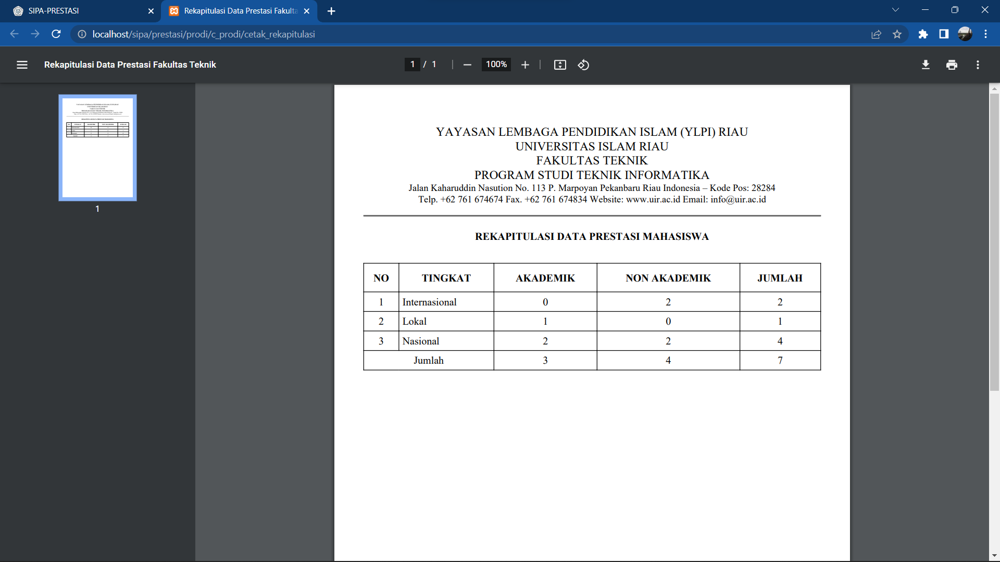 SIPA-PRESTASI
Rekapitulasi Data Prestasi Fakulta
localhost/sipa/prestasi/prodi/c_prodi/cetak_rekapitulasi
Rekapitulasi Data Prestasi Fakultas Teknik
1 / 1
100%
1
YAYASAN LEMBAGA PENDIDIKAN ISLAM (YLPI) RIAU
UNIVERSITAS ISLAM RIAU
FAKULTAS TEKNIK
PROGRAM STUDI TEKNIK INFORMATIKA
Jalan Kaharuddin Nasution No. 113 P. Marpoyan Pekanbaru Riau Indonesia – Kode Pos: 28284
Telp. +62 761 674674 Fax. +62 761 674834 Website: www.uir.ac.id Email: info@uir.ac.id
REKAPITULASI DATA PRESTASI MAHASISWA
NO TINGKAT AKADEMIK NON AKADEMIK JUMLAH
1 Internasional 0 2 2
2 Lokal 1 0 1
3 Nasional 2 2 4
Jumlah 3 4 7